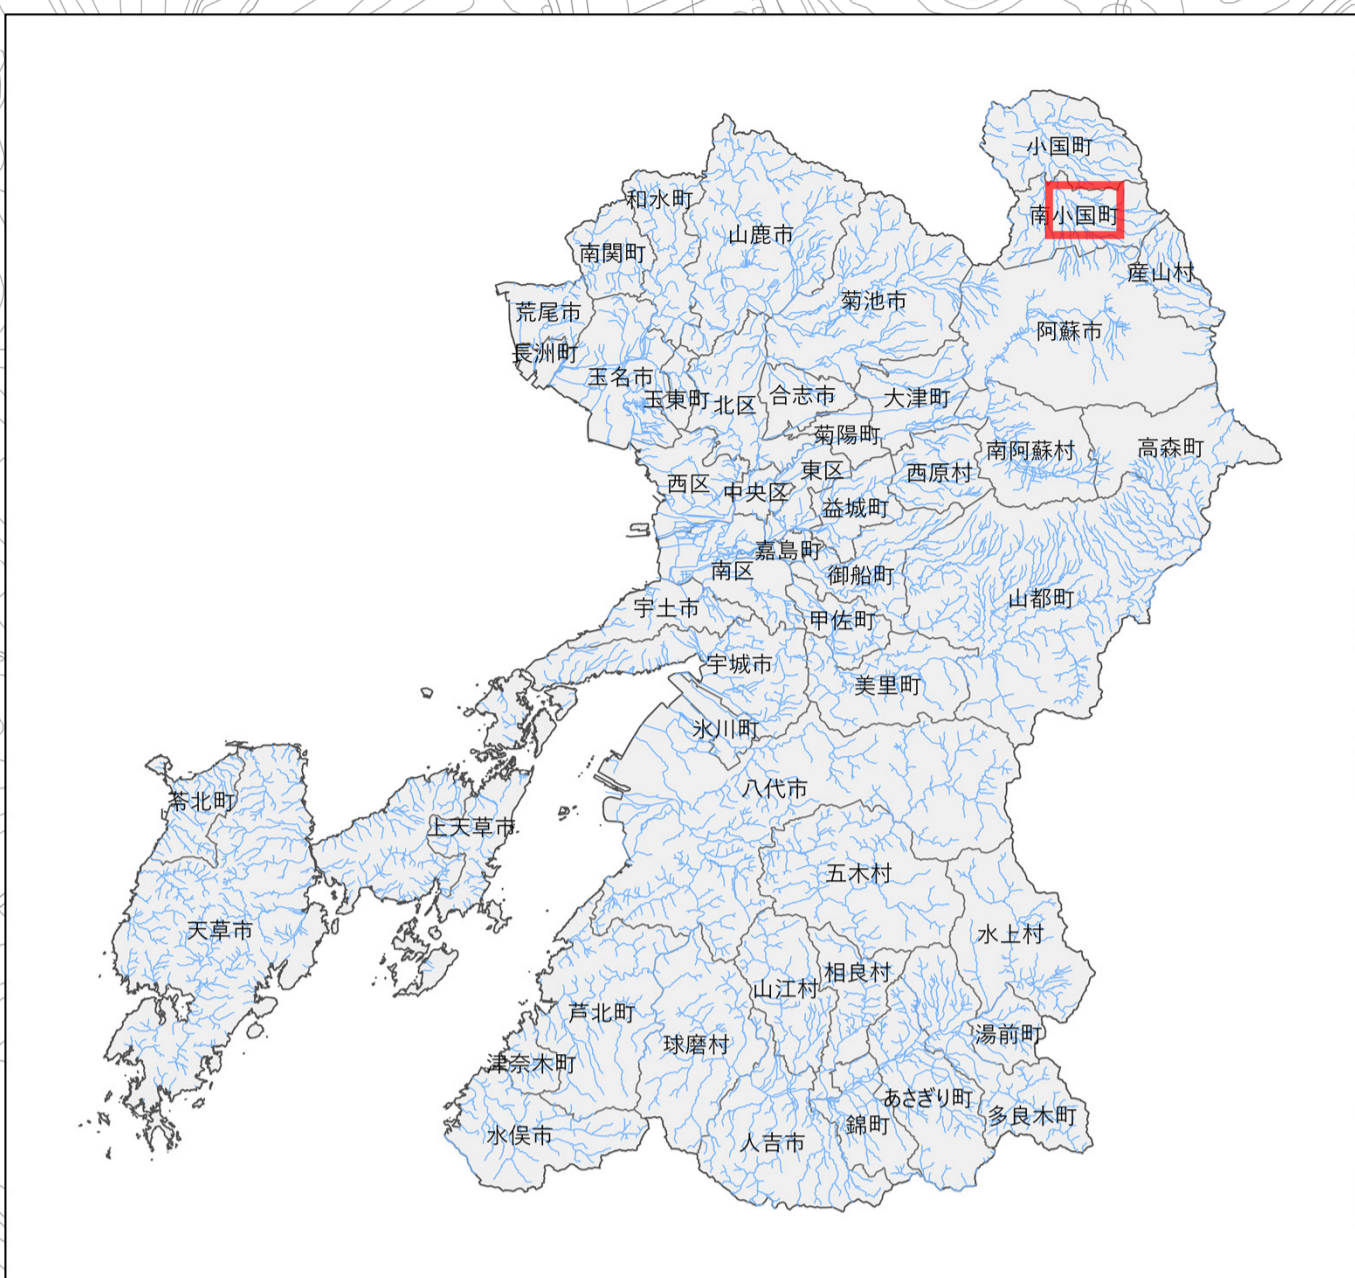 小国町
和水町
南小国町
山鹿市
南関町
産山村
菊池市
荒尾市
阿蘇市
長洲町
玉名市
合志市
大津町
玉東町
北区
菊陽町
南阿蘇村
高森町
東区
西原村
西区
中央区
益城町
嘉島町
南区
御船町
山都町
宇土市
甲佐町
宇城市
美里町
氷川町
八代市
苓北町
上天草市
五木村
天草市
水上村
相良村
山江村
芦北町
湯前町
球磨村
津奈木町
あさぎり町
多良木町
錦町
水俣市
人吉市